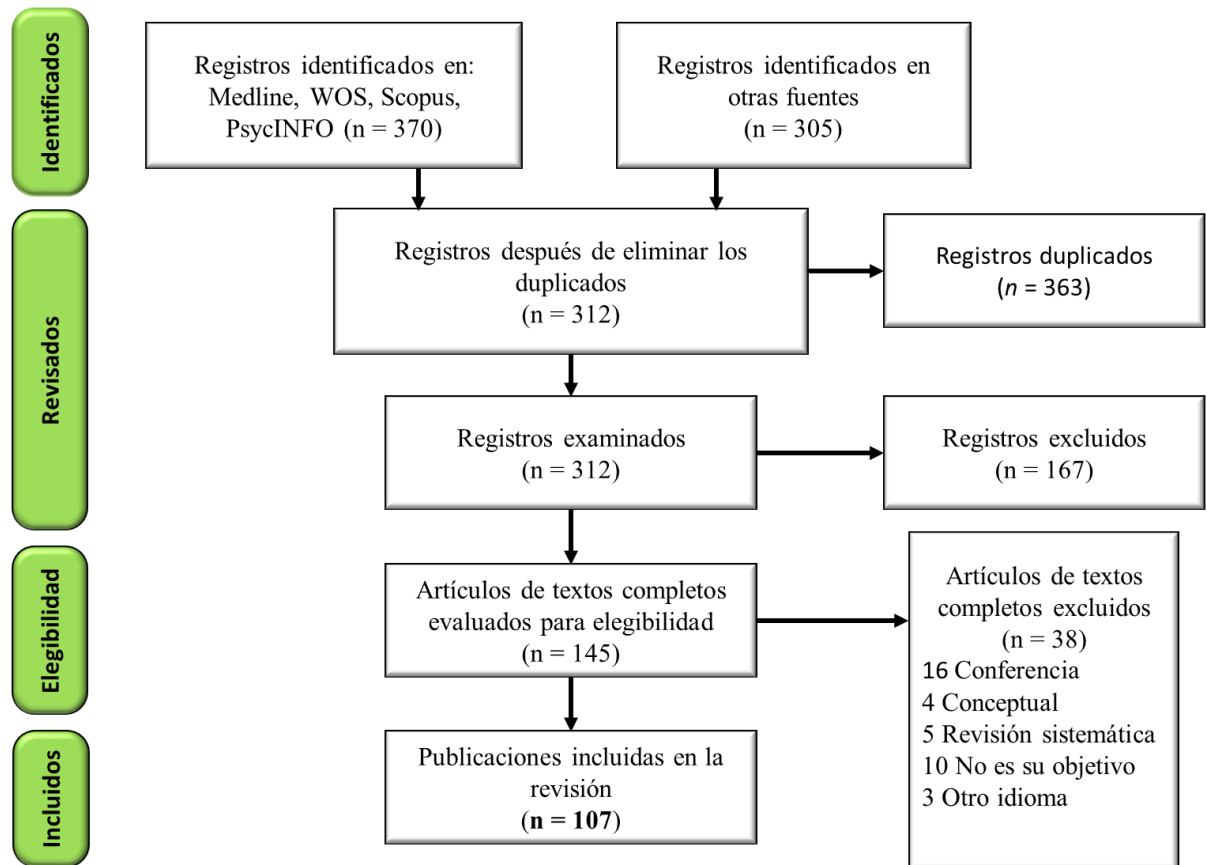 Identificados
Registros identificados en:
Medline, WOS, Scopus,
PsycINFO (n = 370)
Registros identificados en
otras fuentes
(n = 305)
Revisados
Registros después de eliminar los
duplicados
(n = 312)
Registros duplicados
(n = 363)
Registros examinados
(n = 312)
Registros excluidos
(n = 167)
Elegibilidad
Artículos de textos completos
evaluados para elegibilidad
(n = 145)
Artículos de textos
completos excluidos
(n = 38)
16 Conferencia
4 Conceptual
5 Revisión sistemática
10 No es su objetivo
3 Otro idioma
Incluidos
Publicaciones incluidas en la
revisión
(n = 107)